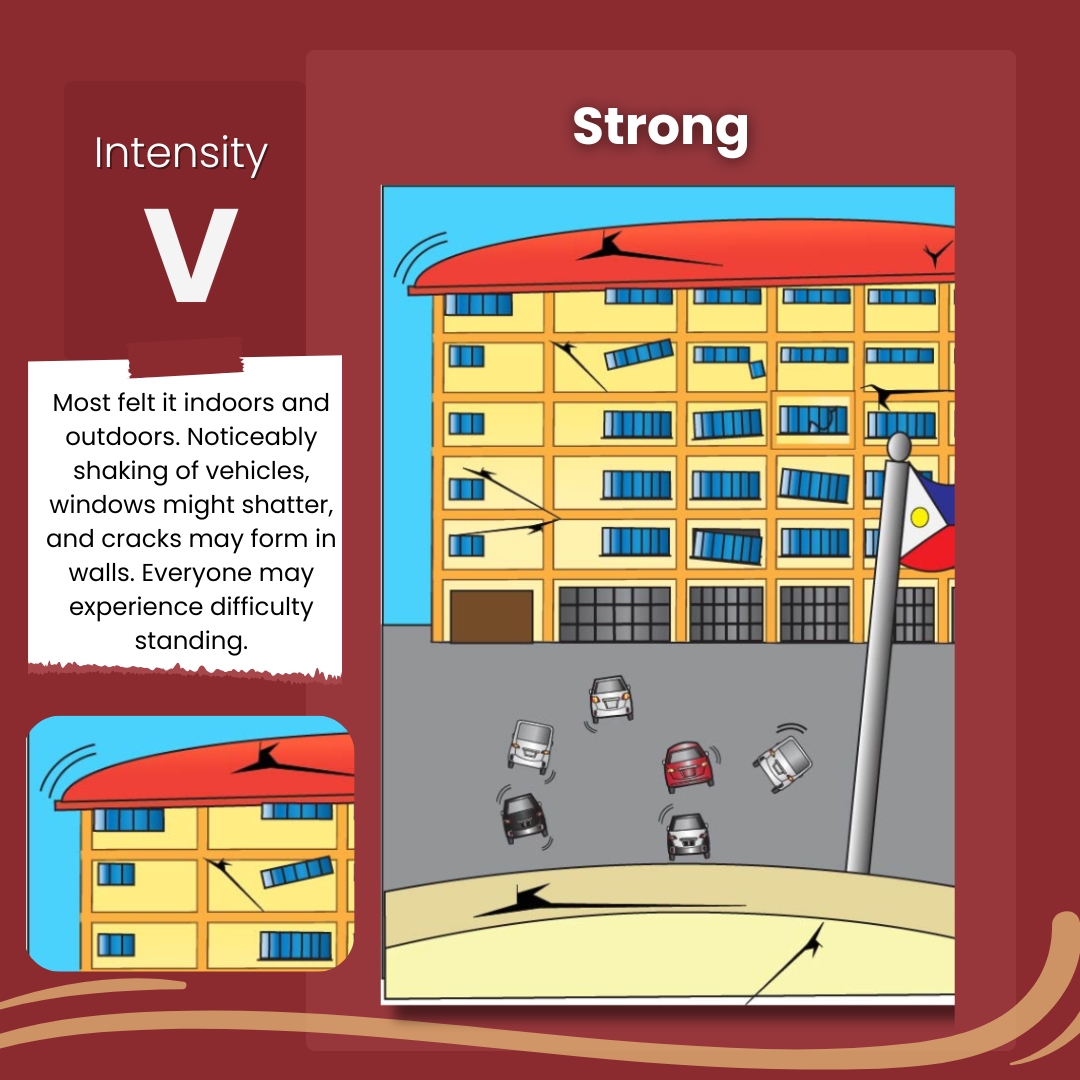 Intensity
V
Strong
Most felt it indoors and
outdoors. Noticeably
shaking of vehicles,
windows might shatter,
and cracks may form in
walls. Everyone may
experience difficulty
standing.